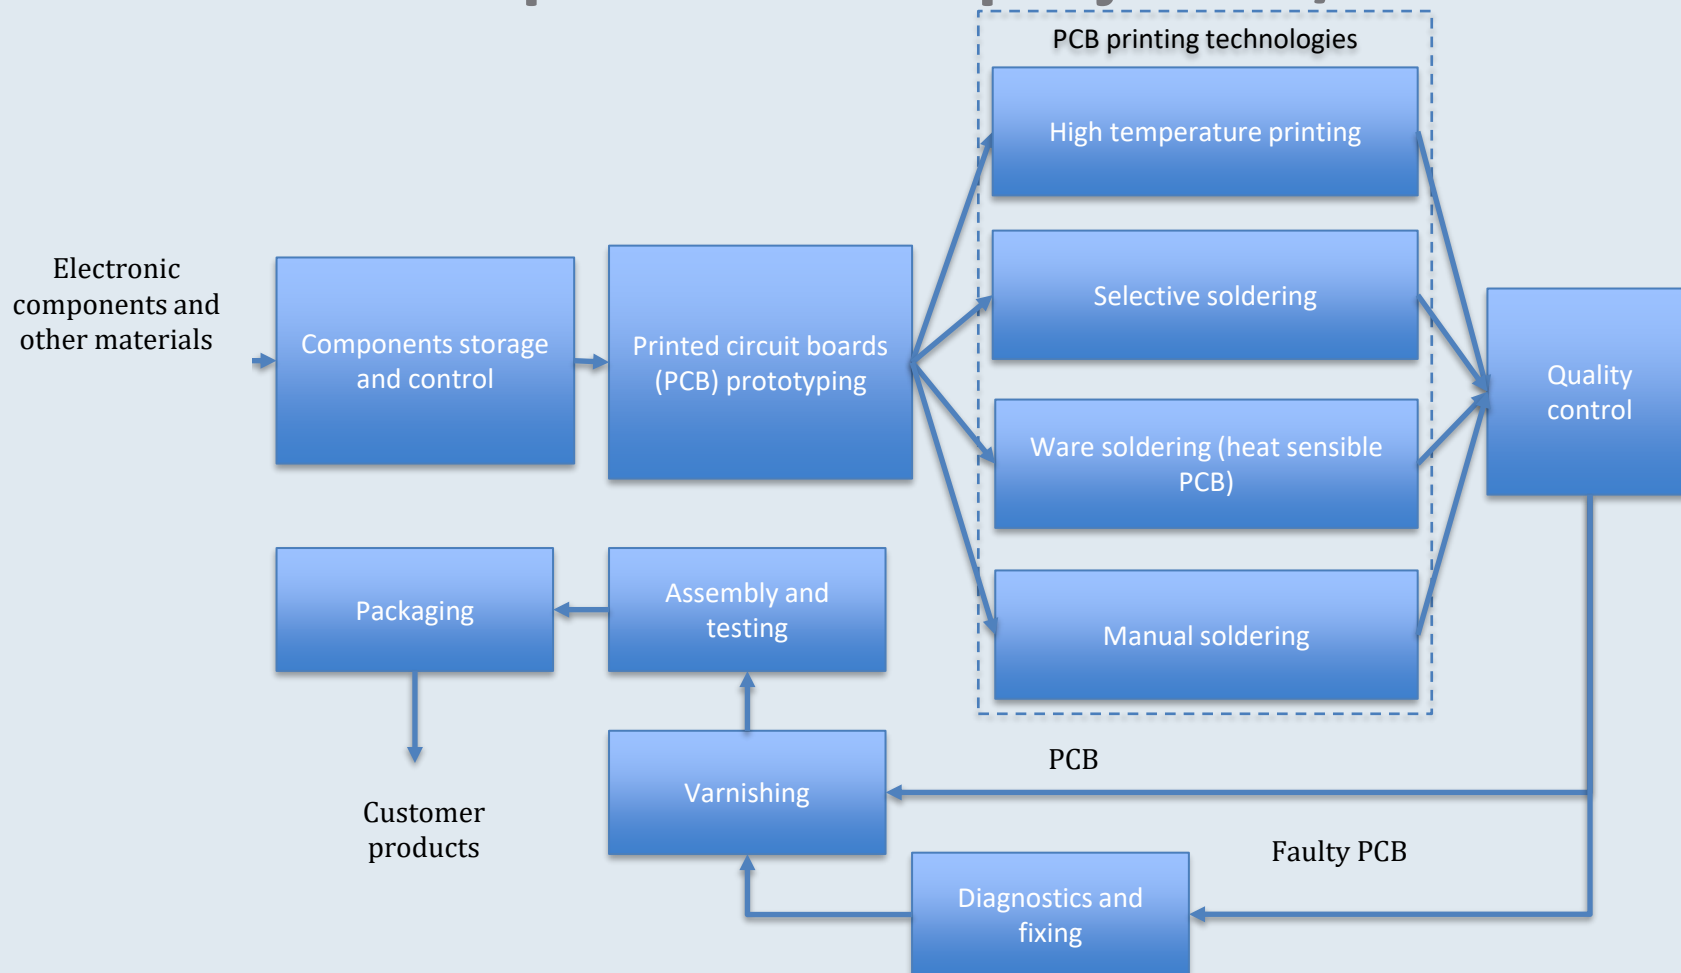 PCB printing technologies
High temperature printing
Electronic
components and
other materials
Components storage
and control
Printed circuit boards
(PCB) prototyping
Selective soldering
Ware soldering (heat sensible
PCB)
Manual soldering
Quality
control
Packaging
Assembly and
testing
Varnishing
PCB
Customer
products
Faulty PCB
Diagnostics and
fixing